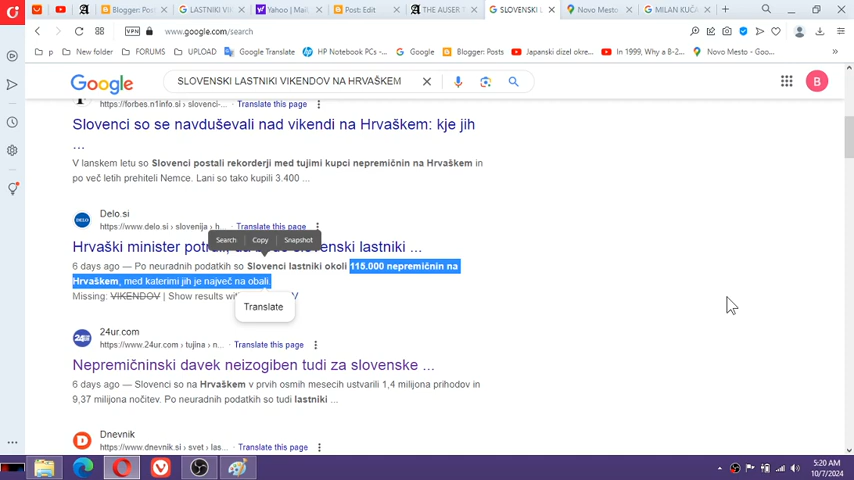 Blogger: Post
LASTNIKI VIK
Yahoo | Mail
Post: Edit
THE AUSER T
SLOVENSKI L
Novo Mesto
MILAN KUČA
VPN
www.google.com/search
p
New folder
FORUMS
UPLOAD
Google Translate
HP Notebook PCs -...
Google
Blogger: Posts
Japanski dizel okre...
In 1999, Why a B-2...
Novo Mesto - Goo...
Google
SLOVENSKI LASTNIKI VIKENDOV NA HRVAŠKEM
B
https://forbes.n1info.si › slovenci-... · Translate this page
Slovenci so se navduševali nad vikendi na Hrvaškem: kje jih
...
V lanskem letu so Slovenci postali rekorderji med tujimi kupci nepremičnin na Hrvaškem in
po več letih prehiteli Nemce. Lani so tako kupili 3.400 ...
DELO
Delo.si
https://www.delo.si › slovenija › h... · Translate this page
Search
Copy
Snapshot
Hrvaški minister slovenski lastniki ...
6 days ago — Po neuradnih podatkih so Slovenci lastniki okoli 115.000 nepremičnin na
Hrvaškem, med katerimi jih je največ na obali.
Missing: VIKENDOV | Show results
Translate
24ur
24ur.com
https://www.24ur.com › tujina › n... · Translate this page
Nepremičninski davek neizogiben tudi za slovenske ...
6 days ago — Slovenci so na Hrvaškem v prvih osmih mesecih ustvarili 1,4 milijona prihodov in
9,37 milijona nočitev. Po neuradnih podatkih so tudi lastniki ...
D
Dnevnik
https://www.dnevnik.si › svet › las... · Translate this page
5:20 AM
10/7/2024